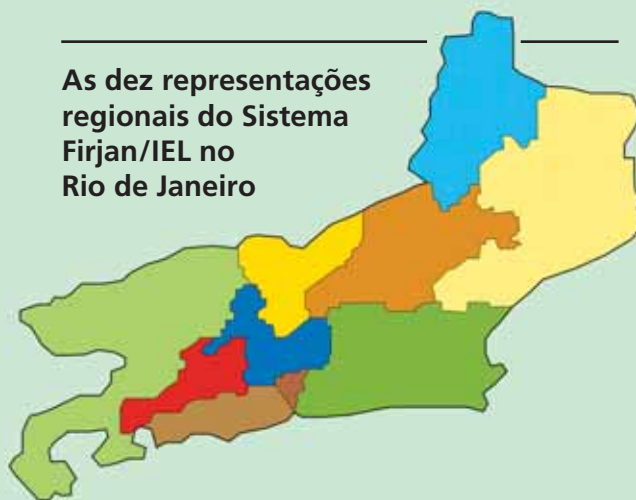 As dez representações
regionais do Sistema
Firjan/IEL no
Rio de Janeiro